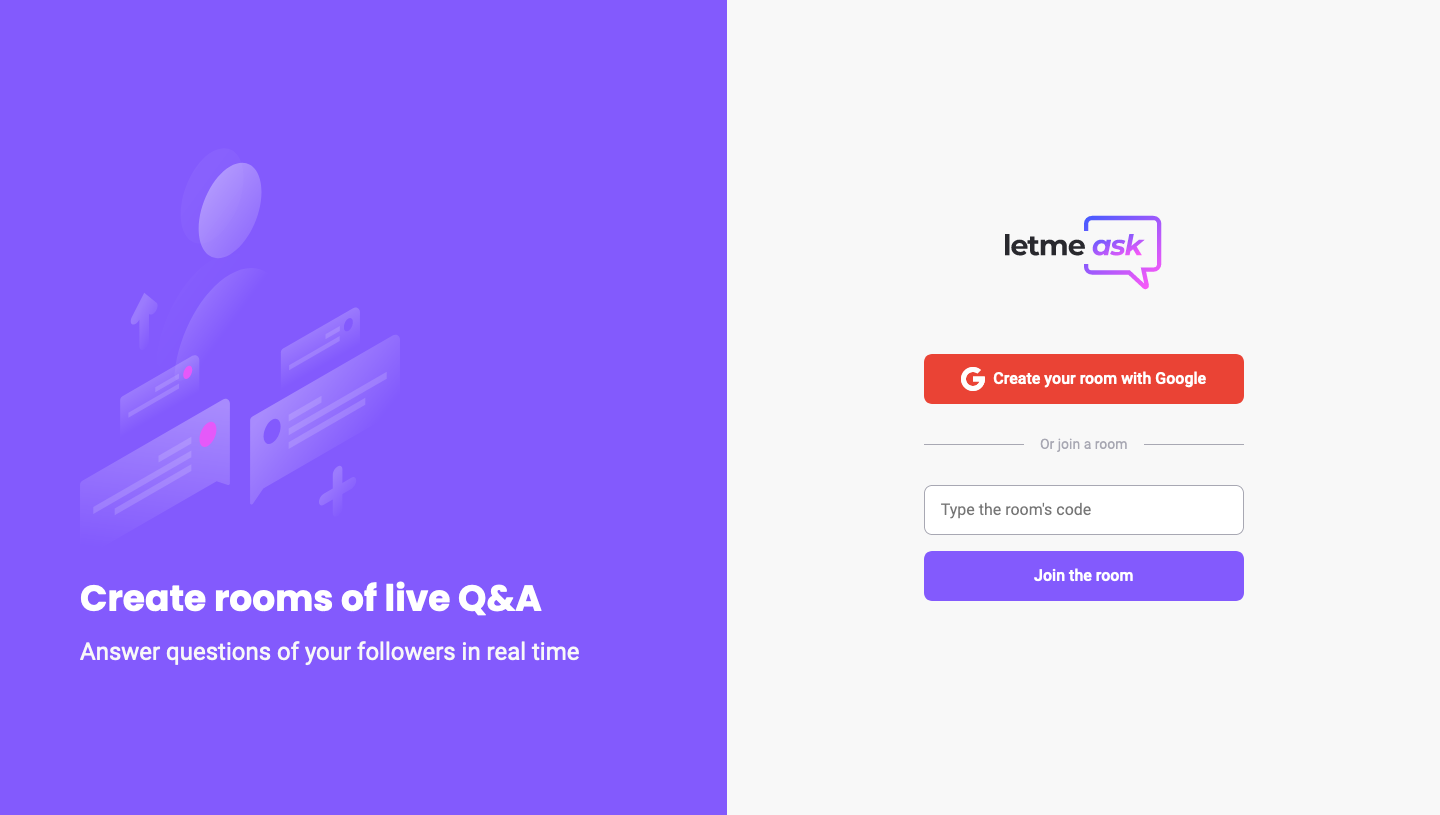 Create rooms of live Q&A
Answer questions of your followers in real time
letme ask
Create your room with Google
Or join a room
Type the room's code
Join the room